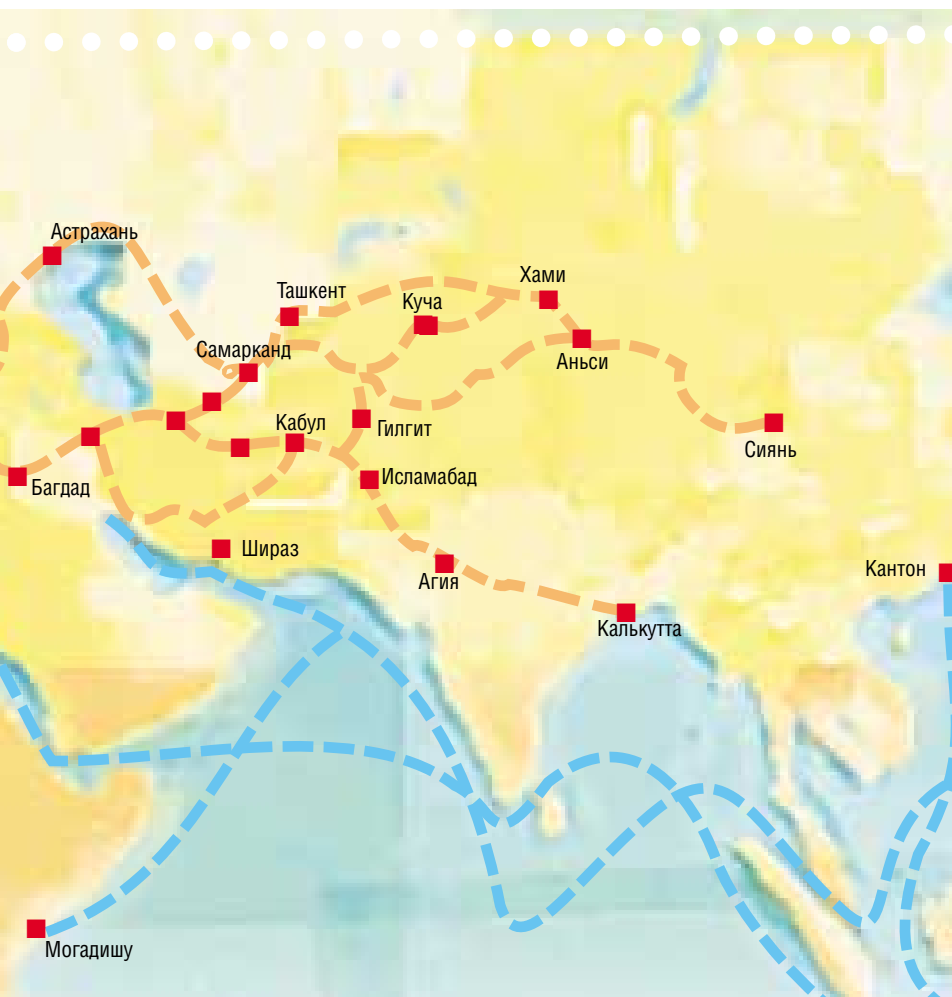 Астрахань
Хами
Ташкент
Куча
Самарканд
Аньси
Кабул
Гилгит
Сиянь
Исламабад
Багдад
Шираз
Кантон
Агия
Калькутта
Могадишу